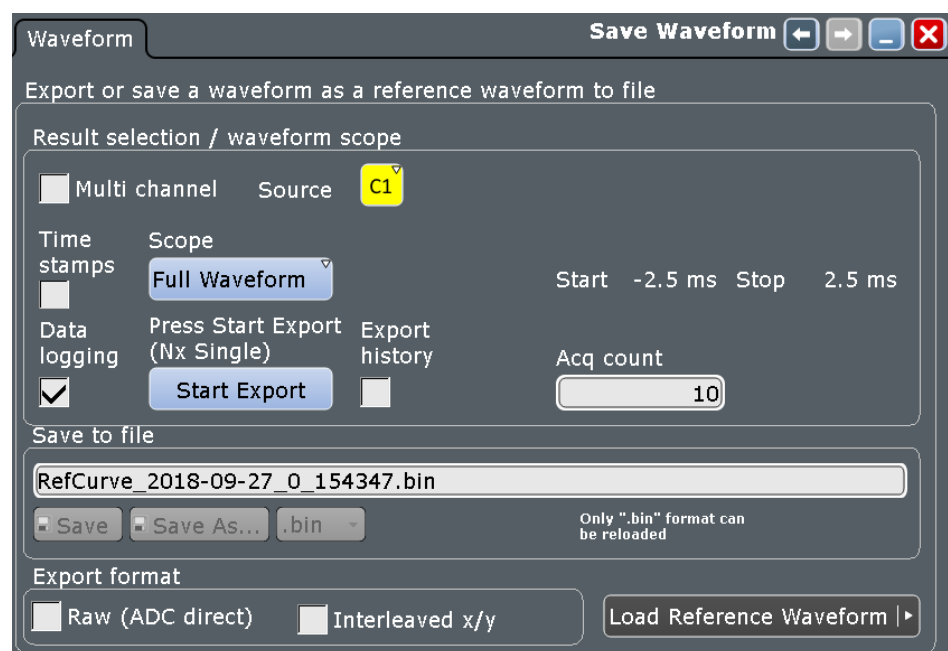 Waveform
Save Waveform
Export or save a waveform as a reference waveform to file
Result selection / waveform scope
Multi channel Source C1
Time
stamps
Scope
Full Waveform
Start -2.5 ms Stop 2.5 ms
Data
logging
Press Start Export
(Nx Single)
Start Export
Export
history
Acq count
10
Save to file
RefCurve_2018-09-27_0_154347.bin
Save Save As... .bin
Only ".bin" format can
be reloaded
Export format
Raw (ADC direct) Interleaved x/y
Load Reference Waveform